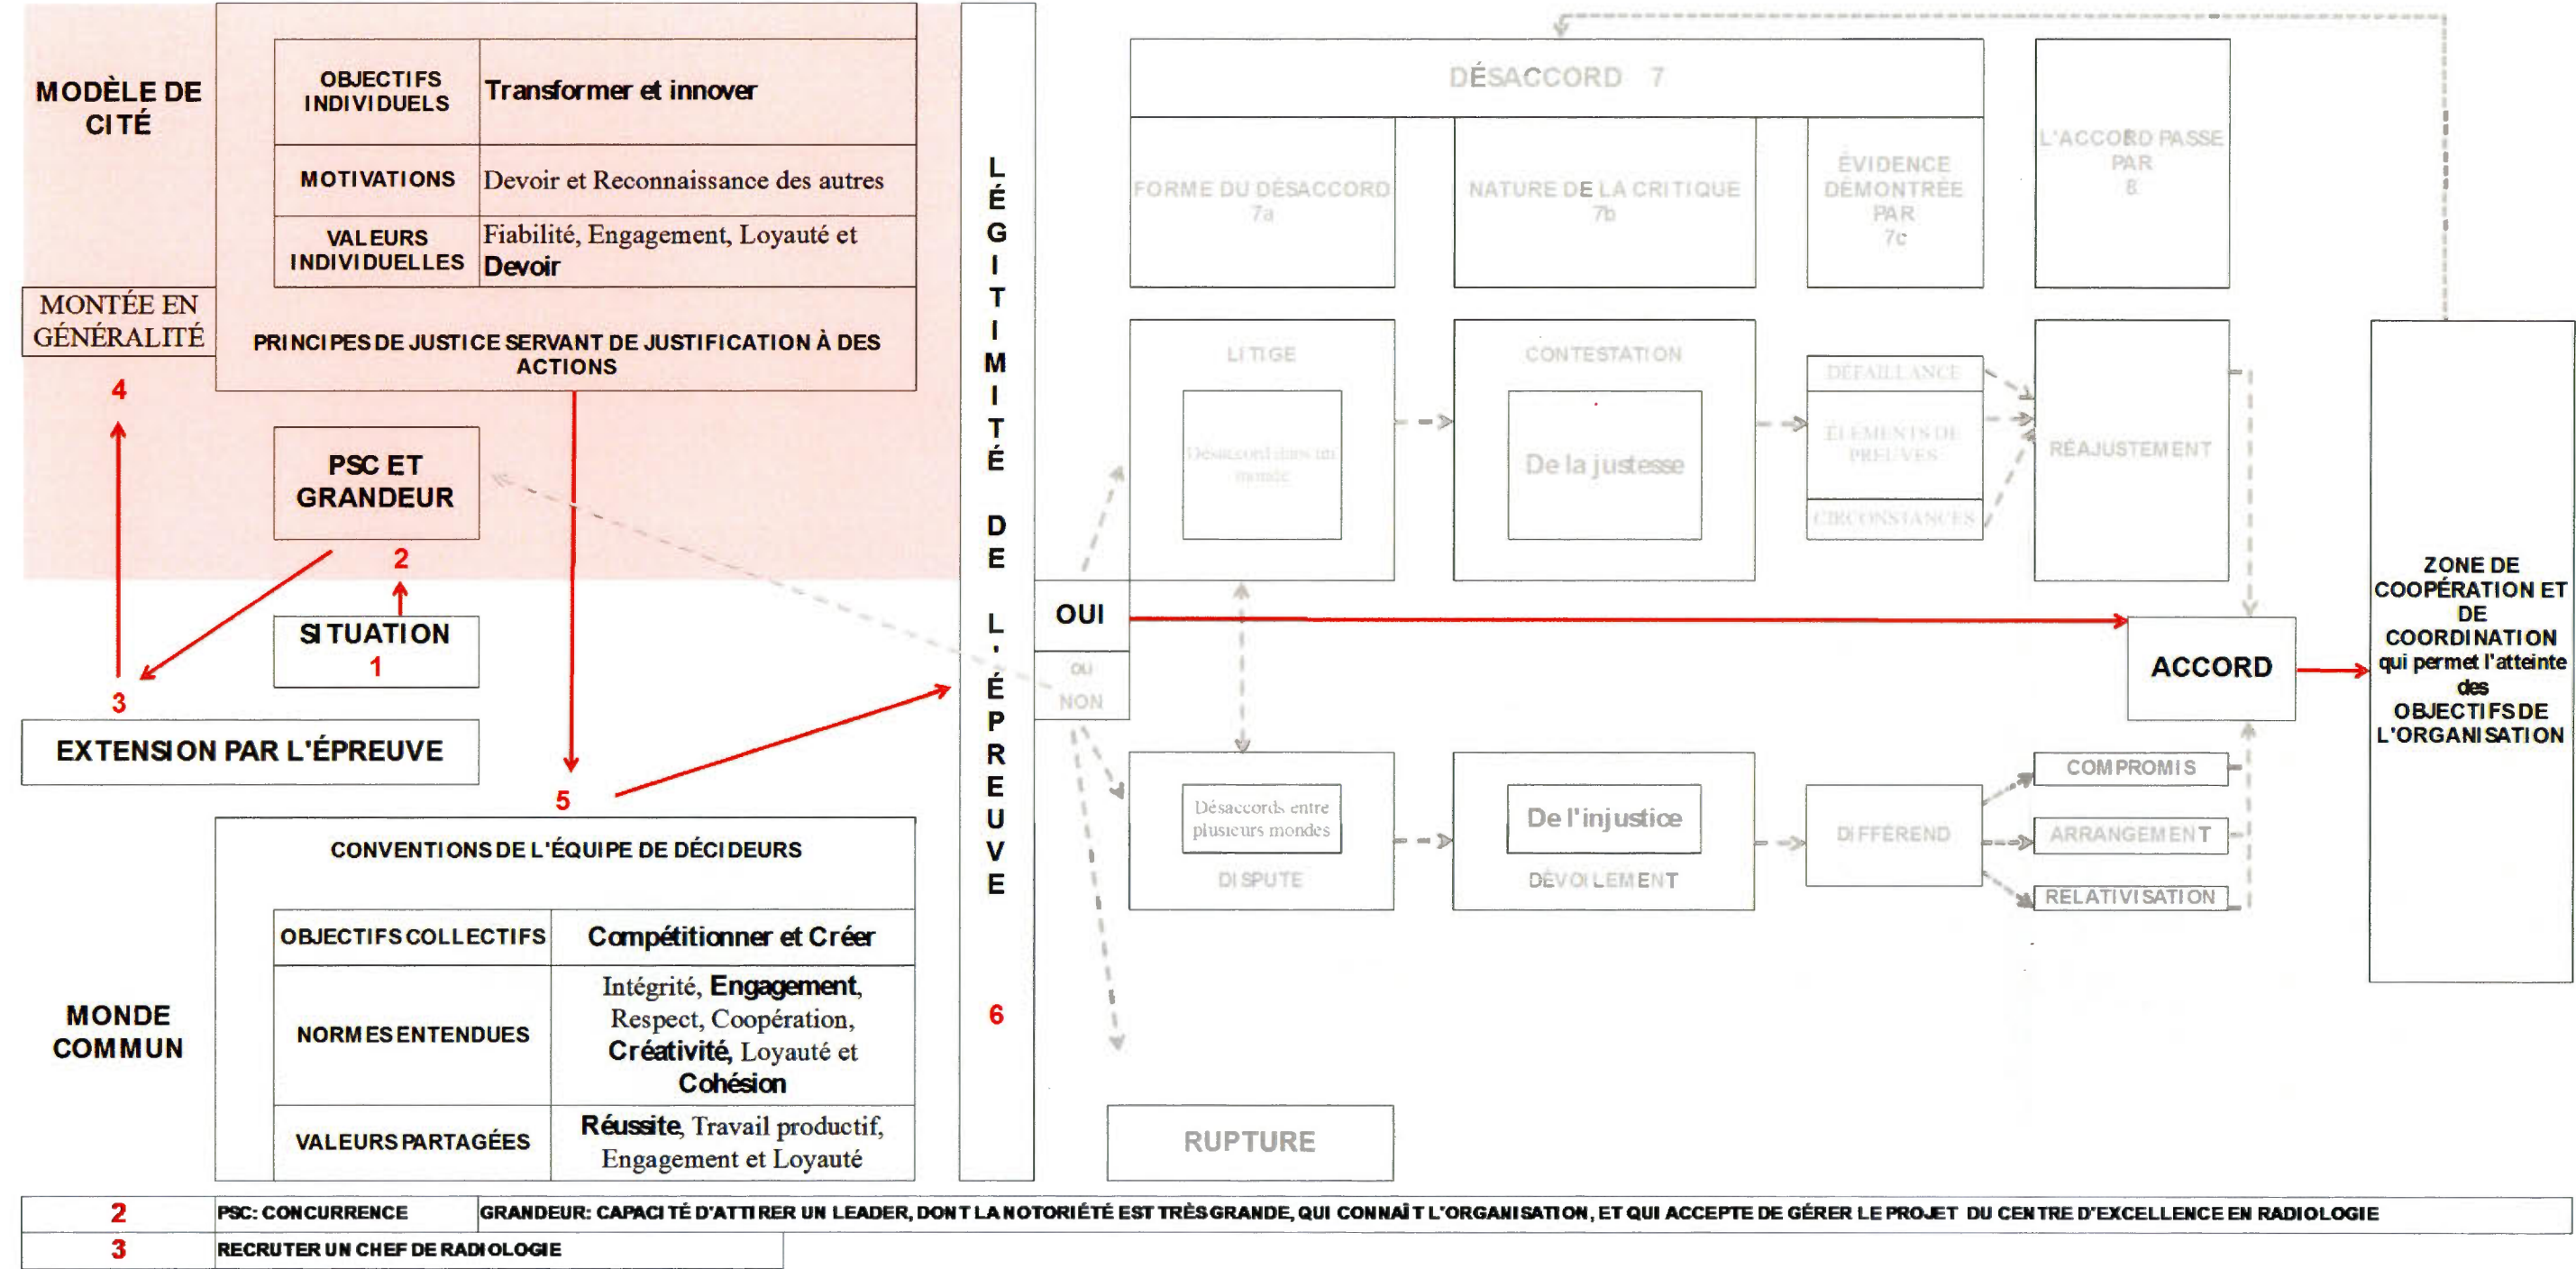 MODÈLE DE
CITÉ
OBJECTIFS
INDIVIDUELS
Transformer et innover
MOTIVATIONS
Devoir et Reconnaissance des autres
VALEURS
INDIVIDUELLES
Fiabilité, Engagement, Loyauté et
Devoir
MONTÉE EN
GÉNÉRALITÉ
PRINCIPES DE JUSTICE SERVANT DE JUSTIFICATION À DES
ACTIONS
4
PSC ET
GRANDEUR
2
SITUATION
1
3
EXTENSION PAR L'ÉPREUVE
5
CONVENTIONS DE L'ÉQUIPE DE DÉCIDEURS
OBJECTIFS COLLECTIFS
Compétitionner et Créer
MONDE
COMMUN
NORMES ENTENDUES
Intégrité, Engagement,
Respect, Coopération,
Créativité, Loyauté et
Cohésion
VALEURS PARTAGÉES
Réussite, Travail productif,
Engagement et Loyauté
LÉGITIMITÉ DE L'ÉPREUVE
6
OUI
OU
NON
DÉSACCORD 7
FORME DU DÉSACCORD
7a
NATURE DE LA CRITIQUE
7b
ÉVIDENCE
DÉMONTRÉE
PAR
7c
L'ACCORD PASSE
PAR
8
LITIGE
Désaccord dans un
monde
CONTESTATION
De la justesse
DÉFAILLANCE
ÉLÉMENTS DE
PREUVES
CIRCONSTANCES
RÉAJUSTEMENT
Désaccords entre
plusieurs mondes
DISPUTE
De l'injustice
DÉVOILEMENT
DIFFÉREND
COMPROMIS
ARRANGEMENT
RELATIVISATION
RUPTURE
ACCORD
ZONE DE
COOPÉRATION ET
DE
COORDINATION
qui permet l'atteinte
des
OBJECTIFS DE
L'ORGANISATION
2
PSC: CONCURRENCE
GRANDEUR: CAPACITÉ D'ATTIRER UN LEADER, DONT LA NOTORIÉTÉ EST TRÈS GRANDE, QUI CONNAÎT L'ORGANISATION, ET QUI ACCEPTE DE GÉRER LE PROJET DU CENTRE D'EXCELLENCE EN RADIOLOGIE
3
RECRUTER UN CHEF DE RADIOLOGIE